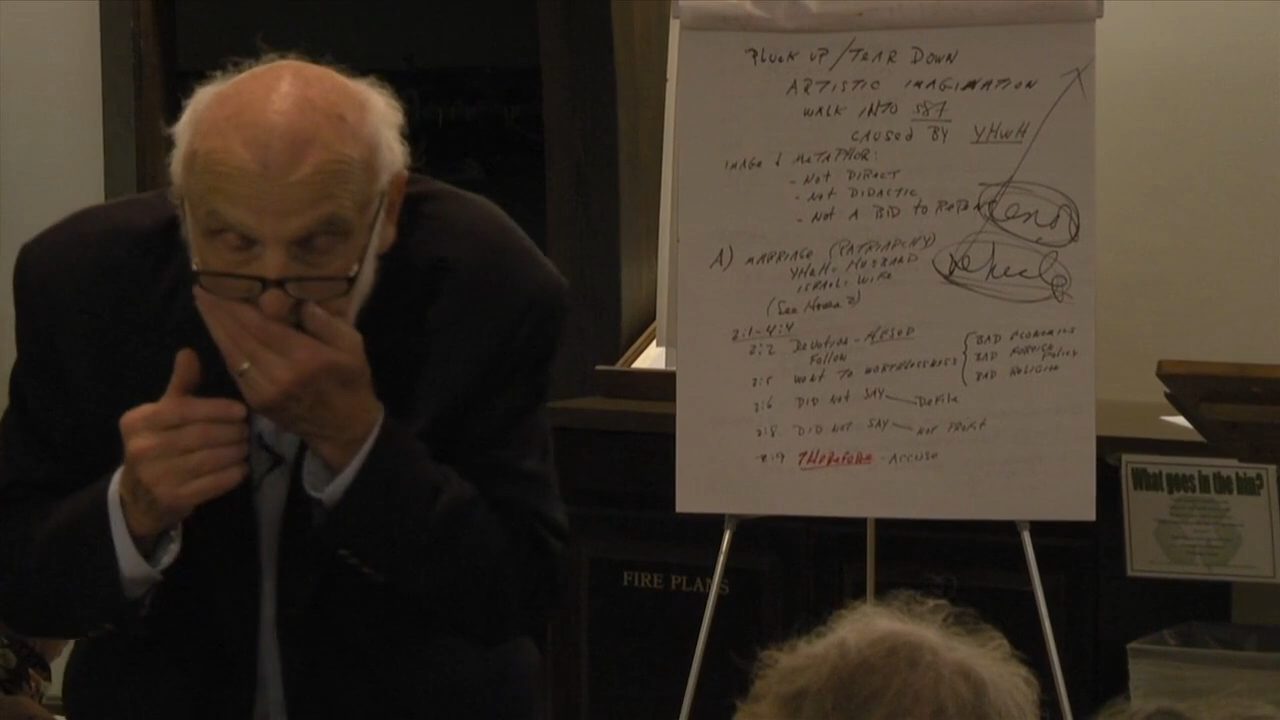 PLUCK UP / TEAR DOWN
ARTISTIC IMAGINATION
WALK INTO 587
CAUSED BY YHWH
IMAGE & METAPHOR:
- NOT DIRECT
- NOT DIDACTIC
- NOT A BID TO
A) MARRIAGE (PATRIARCHY)
YHWH = HUSBAND
ISRAEL = WIFE
(See Hosea 2)
2:1-4:4
2:2 DEVOTION - HESED
FOLLOW
2:5 WENT TO WORTHLESSNESS
{ BAD ECONOMICS
BAD FOREIGN POLICY
BAD RELIGION
2:6 DID NOT SAY — DEFILE
2:8 DID NOT SAY — NOT PROFIT
2:9 THEREFORE - ACCUSE
What goes in the bin?
FIRE PLANS